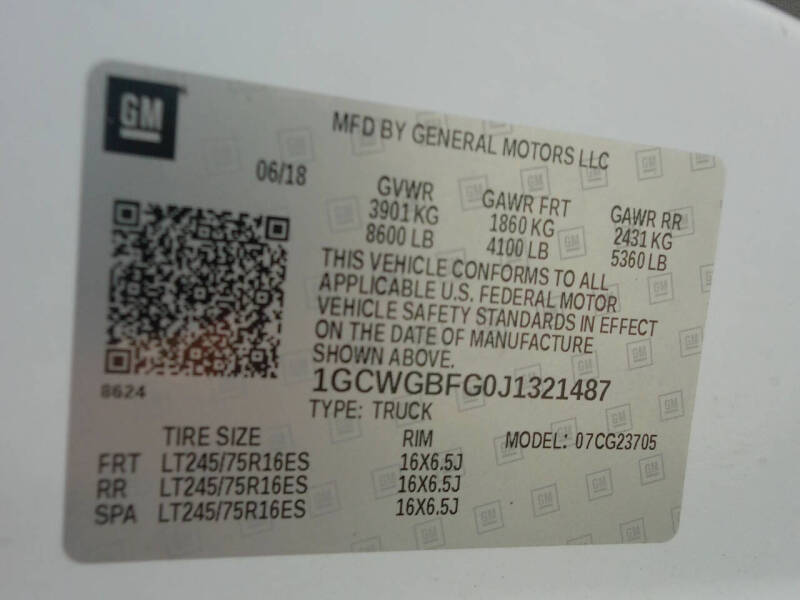 GM
MFD BY GENERAL MOTORS LLC
06/18
GVWR GAWR FRT GAWR RR
3901 KG 1860 KG 2431 KG
8600 LB 4100 LB 5360 LB
THIS VEHICLE CONFORMS TO ALL
APPLICABLE U.S. FEDERAL MOTOR
VEHICLE SAFETY STANDARDS IN EFFECT
ON THE DATE OF MANUFACTURE
SHOWN ABOVE.
8624
1GCWGBFG0J1321487
TYPE: TRUCK
TIRE SIZE RIM MODEL: 07CG23705
FRT LT245/75R16ES 16X6.5J
RR LT245/75R16ES 16X6.5J
SPA LT245/75R16ES 16X6.5J